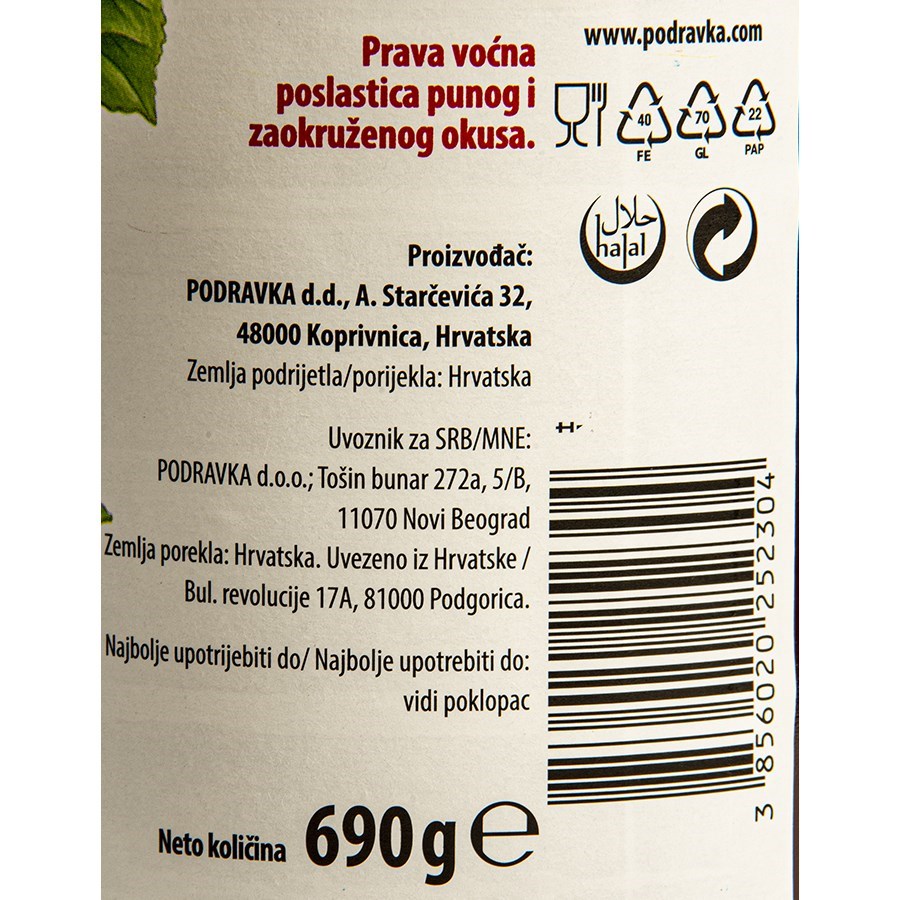 Prava voćna
poslastica punog i
zaokruženog okusa.
www.podravka.com
40
FE
70
GL
22
PAP
حلال
halal
Proizvođač:
PODRAVKA d.d., A. Starčevića 32,
48000 Koprivnica, Hrvatska
Zemlja podrijetla/porijekla: Hrvatska
Uvoznik za SRB/MNE:
PODRAVKA d.o.o.; Tošin bunar 272a, 5/B,
11070 Novi Beograd
Zemlja porekla: Hrvatska. Uvezeno iz Hrvatske /
Bul. revolucije 17A, 81000 Podgorica.
Najbolje upotrijebiti do/ Najbolje upotrebiti do:
vidi poklopac
Neto količina 690 g ℮
3 856020 252304